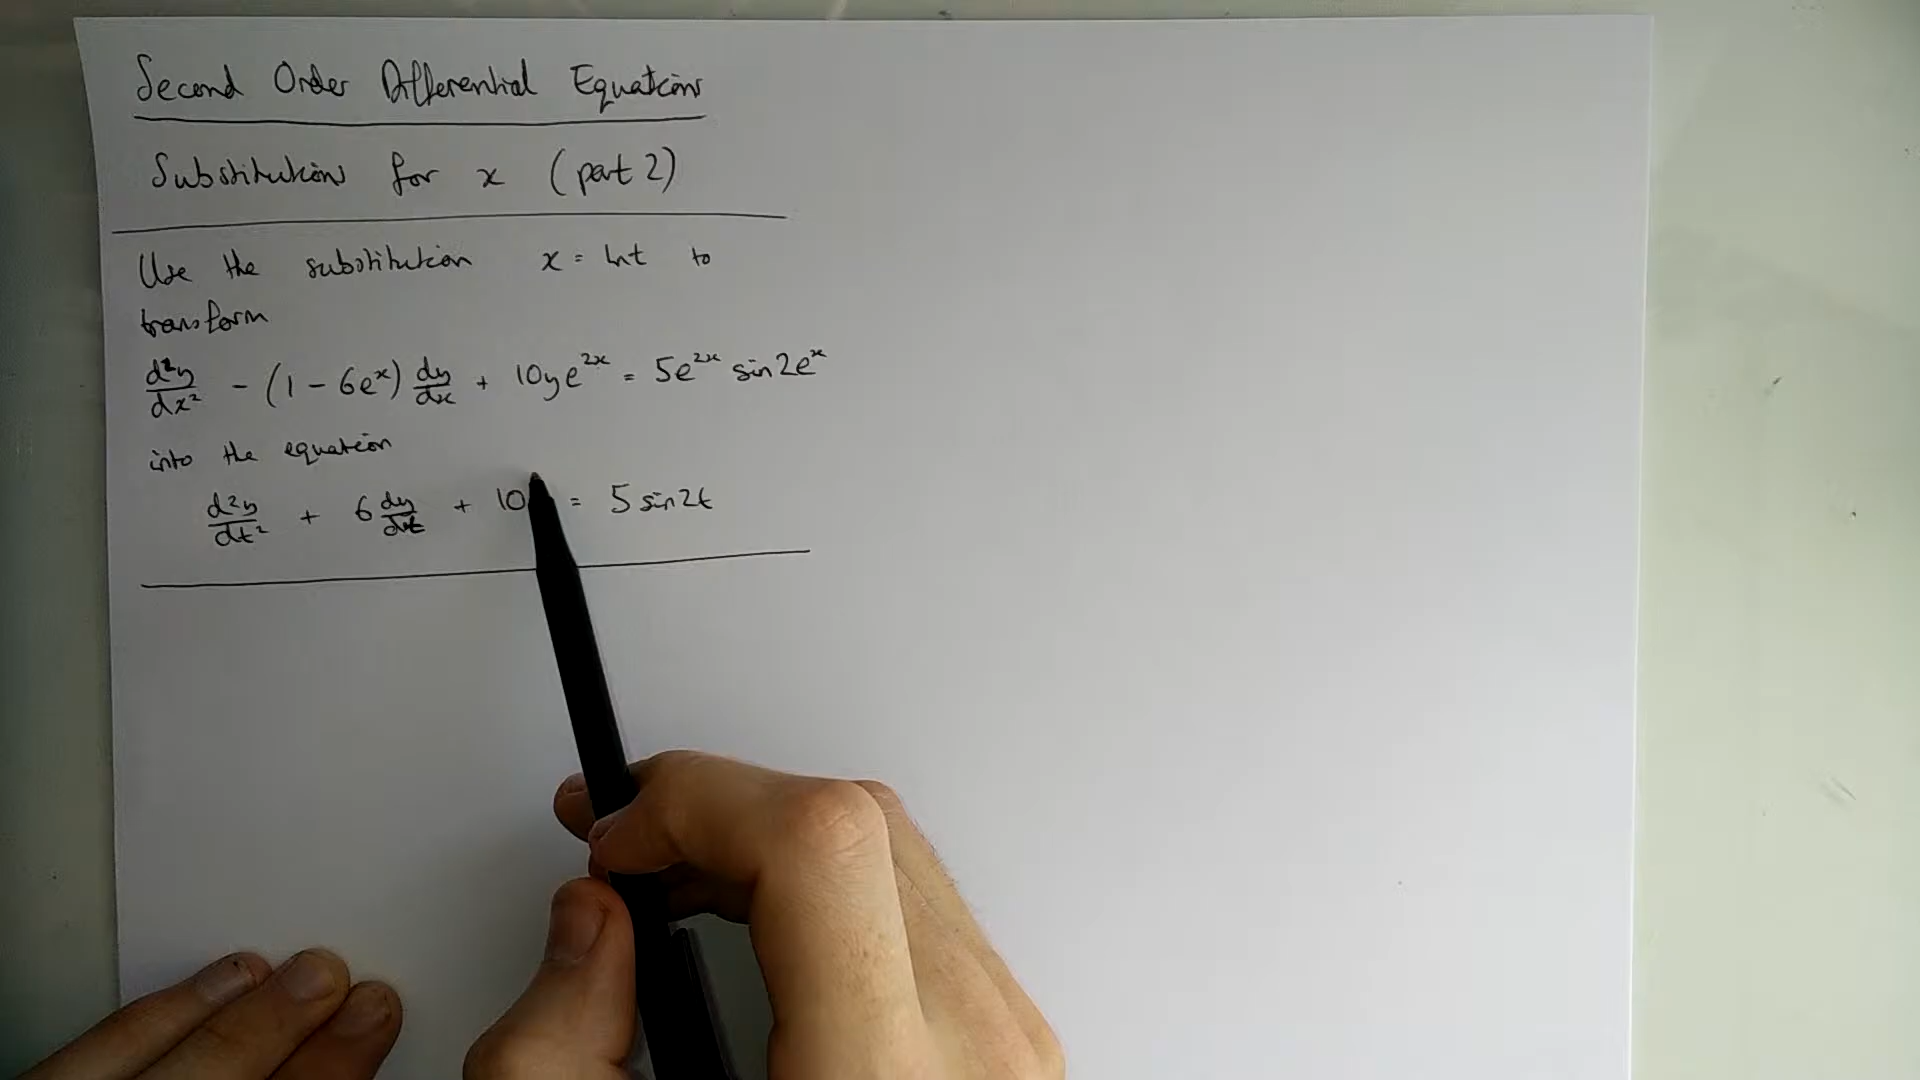 Second Order Differential Equations
Substitutions for x (part 2)
Use the substitution x = ln t to
transform
d²y/dx² - (1 - 6eˣ) dy/dx + 10ye²ˣ = 5e²ˣ sin2eˣ
into the equation
d²y/dt² + 6 dy/dt + 10 = 5 sin2t